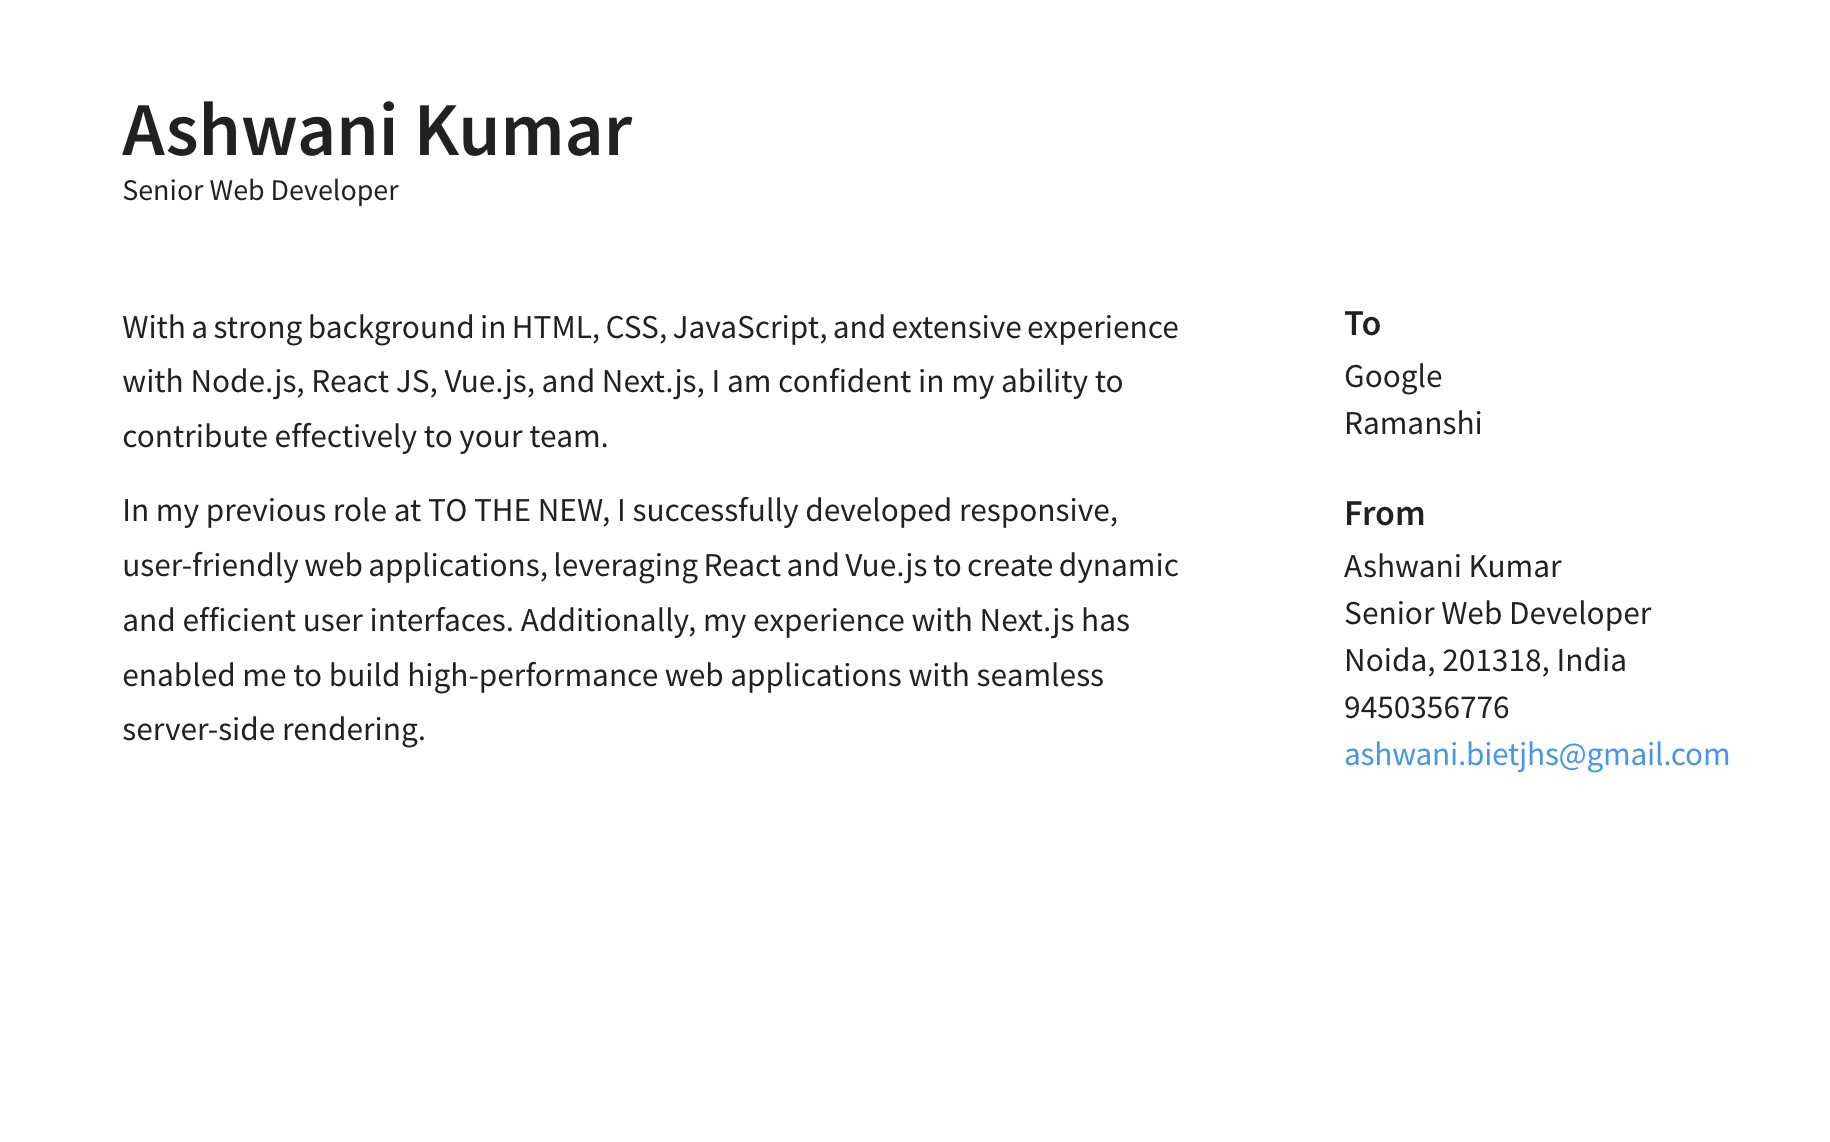 Ashwani Kumar
Senior Web Developer
With a strong background in HTML, CSS, JavaScript, and extensive experience
with Node.js, React JS, Vue.js, and Next.js, I am confident in my ability to
contribute effectively to your team.
In my previous role at TO THE NEW, I successfully developed responsive,
user-friendly web applications, leveraging React and Vue.js to create dynamic
and efficient user interfaces. Additionally, my experience with Next.js has
enabled me to build high-performance web applications with seamless
server-side rendering.
To
Google
Ramanshi
From
Ashwani Kumar
Senior Web Developer
Noida, 201318, India
9450356776
ashwani.bietjhs@gmail.com